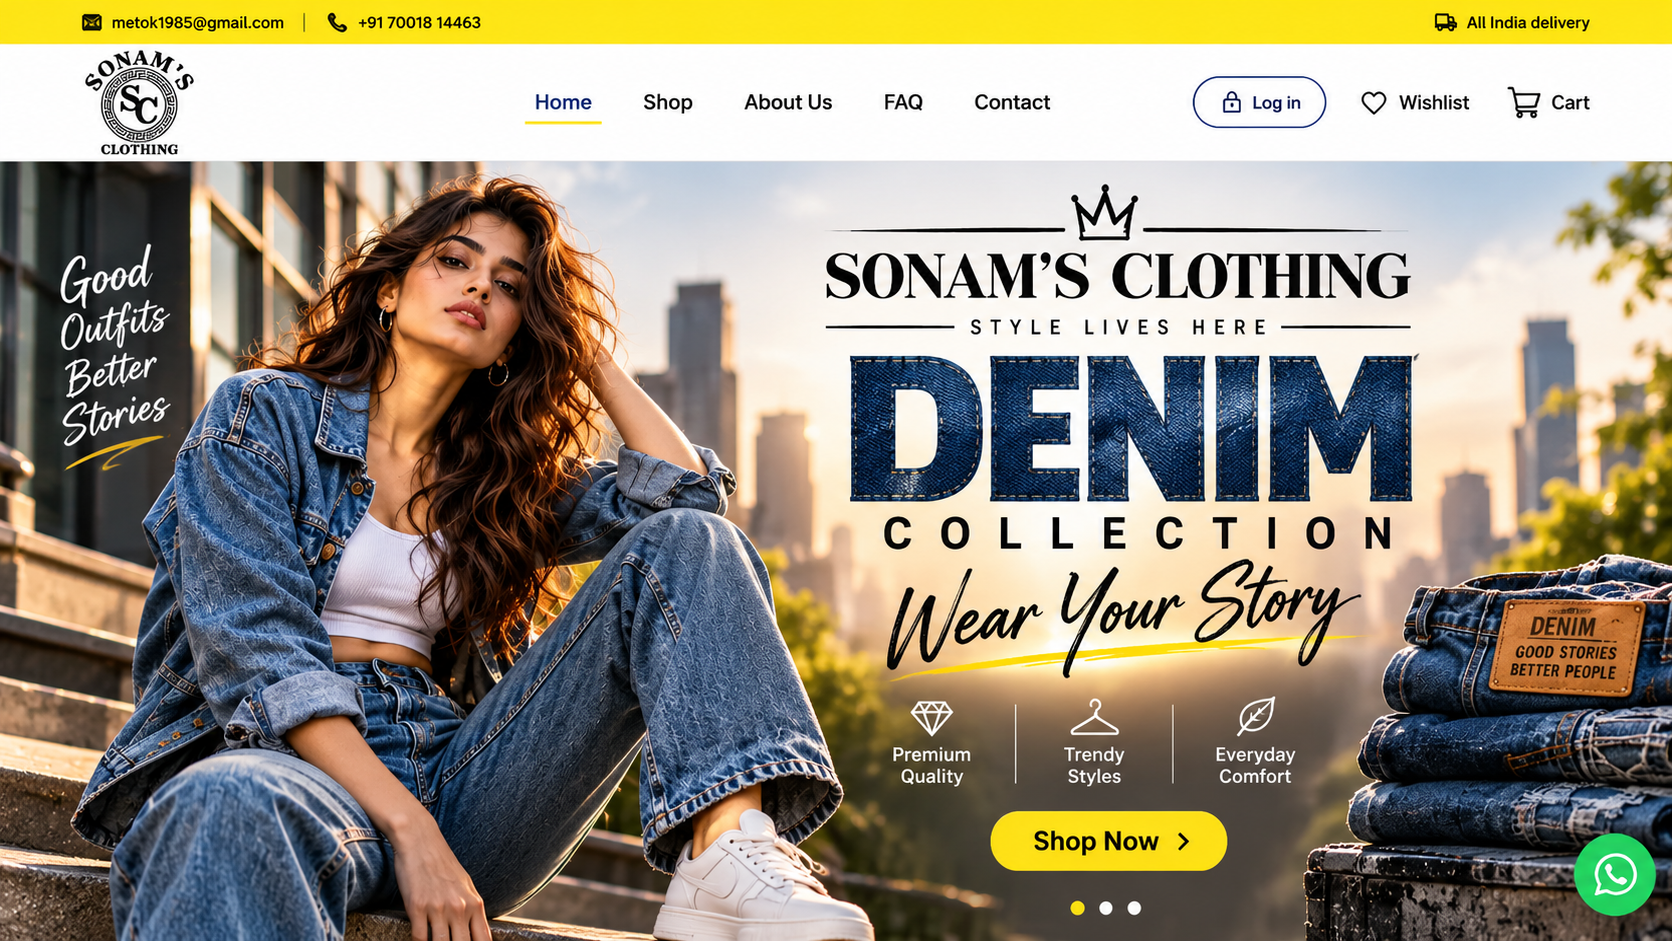 metok1985@gmail.com
+91 70018 14463
All India delivery
SONAM'S
SC
CLOTHING
Home
Shop
About Us
FAQ
Contact
Log in
Wishlist
Cart
Good
Outfits
Better
Stories
SONAM'S CLOTHING
STYLE LIVES HERE
DENIM
COLLECTION
Wear Your Story
Premium
Quality
Trendy
Styles
Everyday
Comfort
Shop Now
DENIM
GOOD STORIES
BETTER PEOPLE